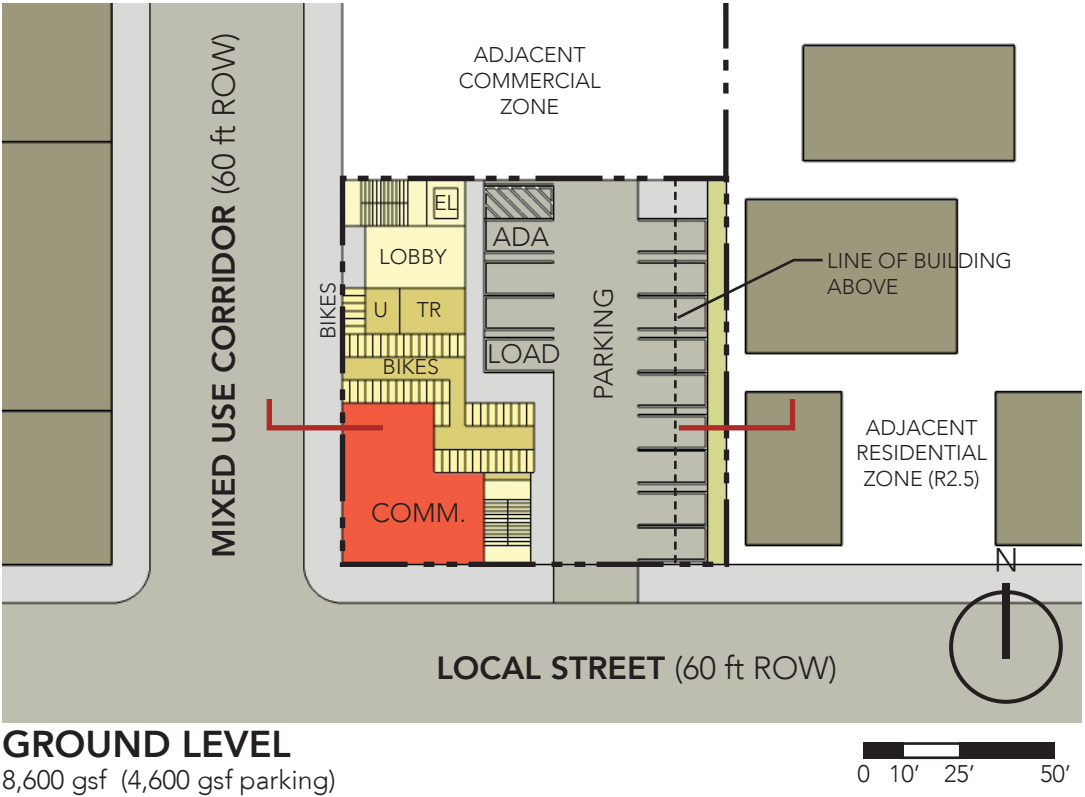 ADJACENT
COMMERCIAL
ZONE
MIXED USE CORRIDOR (60 ft ROW)
EL
ADA
LOBBY
LINE OF BUILDING
ABOVE
BIKES
U
TR
PARKING
LOAD
BIKES
ADJACENT
RESIDENTIAL
ZONE (R2.5)
COMM.
N
LOCAL STREET (60 ft ROW)
GROUND LEVEL
8,600 gsf (4,600 gsf parking)
0 10' 25' 50'